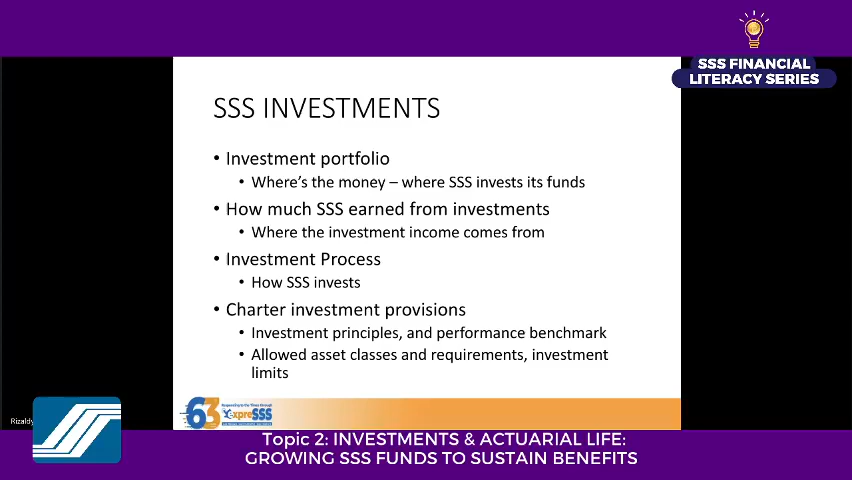 SSS FINANCIAL
LITERACY SERIES
SSS INVESTMENTS
• Investment portfolio
• Where's the money – where SSS invests its funds
• How much SSS earned from investments
• Where the investment income comes from
• Investment Process
• How SSS invests
• Charter investment provisions
• Investment principles, and performance benchmark
• Allowed asset classes and requirements, investment
limits
63
expreSSS
Rizaldy
Topic 2: INVESTMENTS & ACTUARIAL LIFE:
GROWING SSS FUNDS TO SUSTAIN BENEFITS